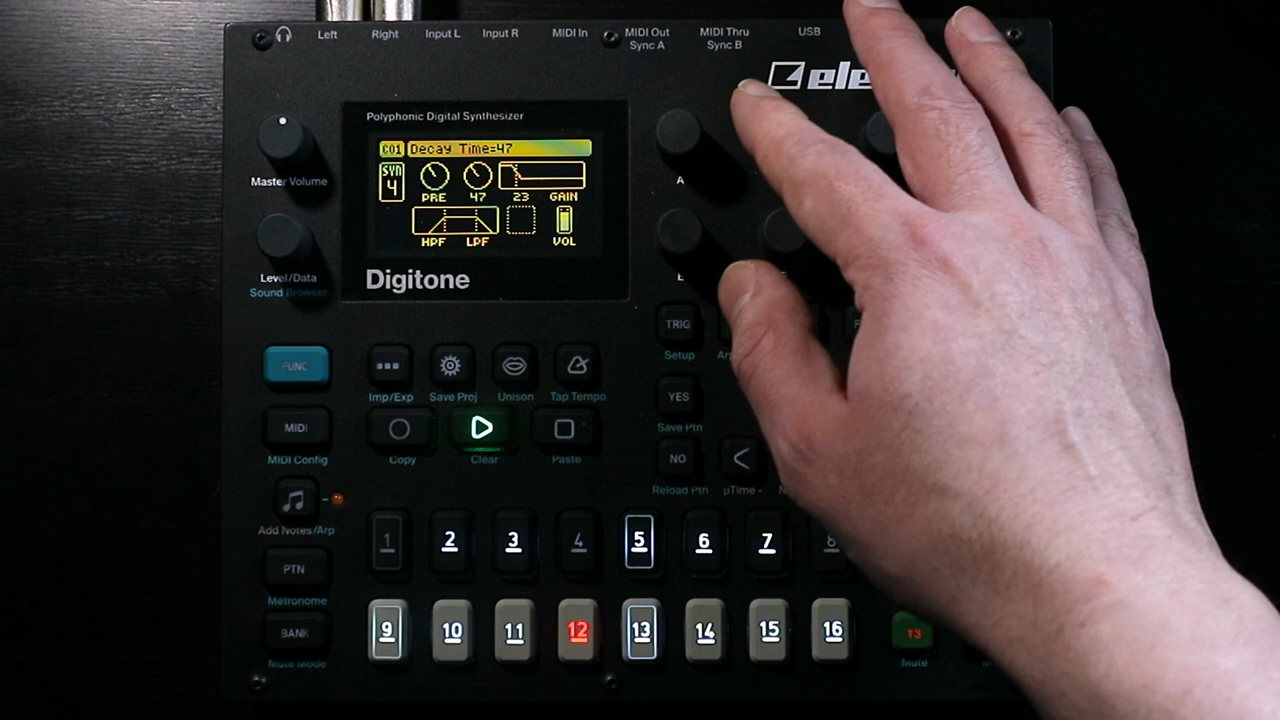 Left Right Input L Input R MIDI In MIDI Out MIDI Thru USB
Sync A Sync B
ele
Polyphonic Digital Synthesizer
C01 Decay Time=47
SYN
4
PRE 47 23 GAIN
HPF LPF VOL
Digitone
Master Volume
Level/Data
Sound Browser
A
TRIG
Setup
FUNC
Imp/Exp Save Proj Unison Tap Tempo
YES
Save Ptn
MIDI
MIDI Config
Copy Clear Paste
NO
Reload Ptn µTime-
Add Notes/Arp
1 2 3 4 5 6 7 8
PTN
Metronome
BANK
Mute Mode
9 10 11 12 13 14 15 16
T3
Mute